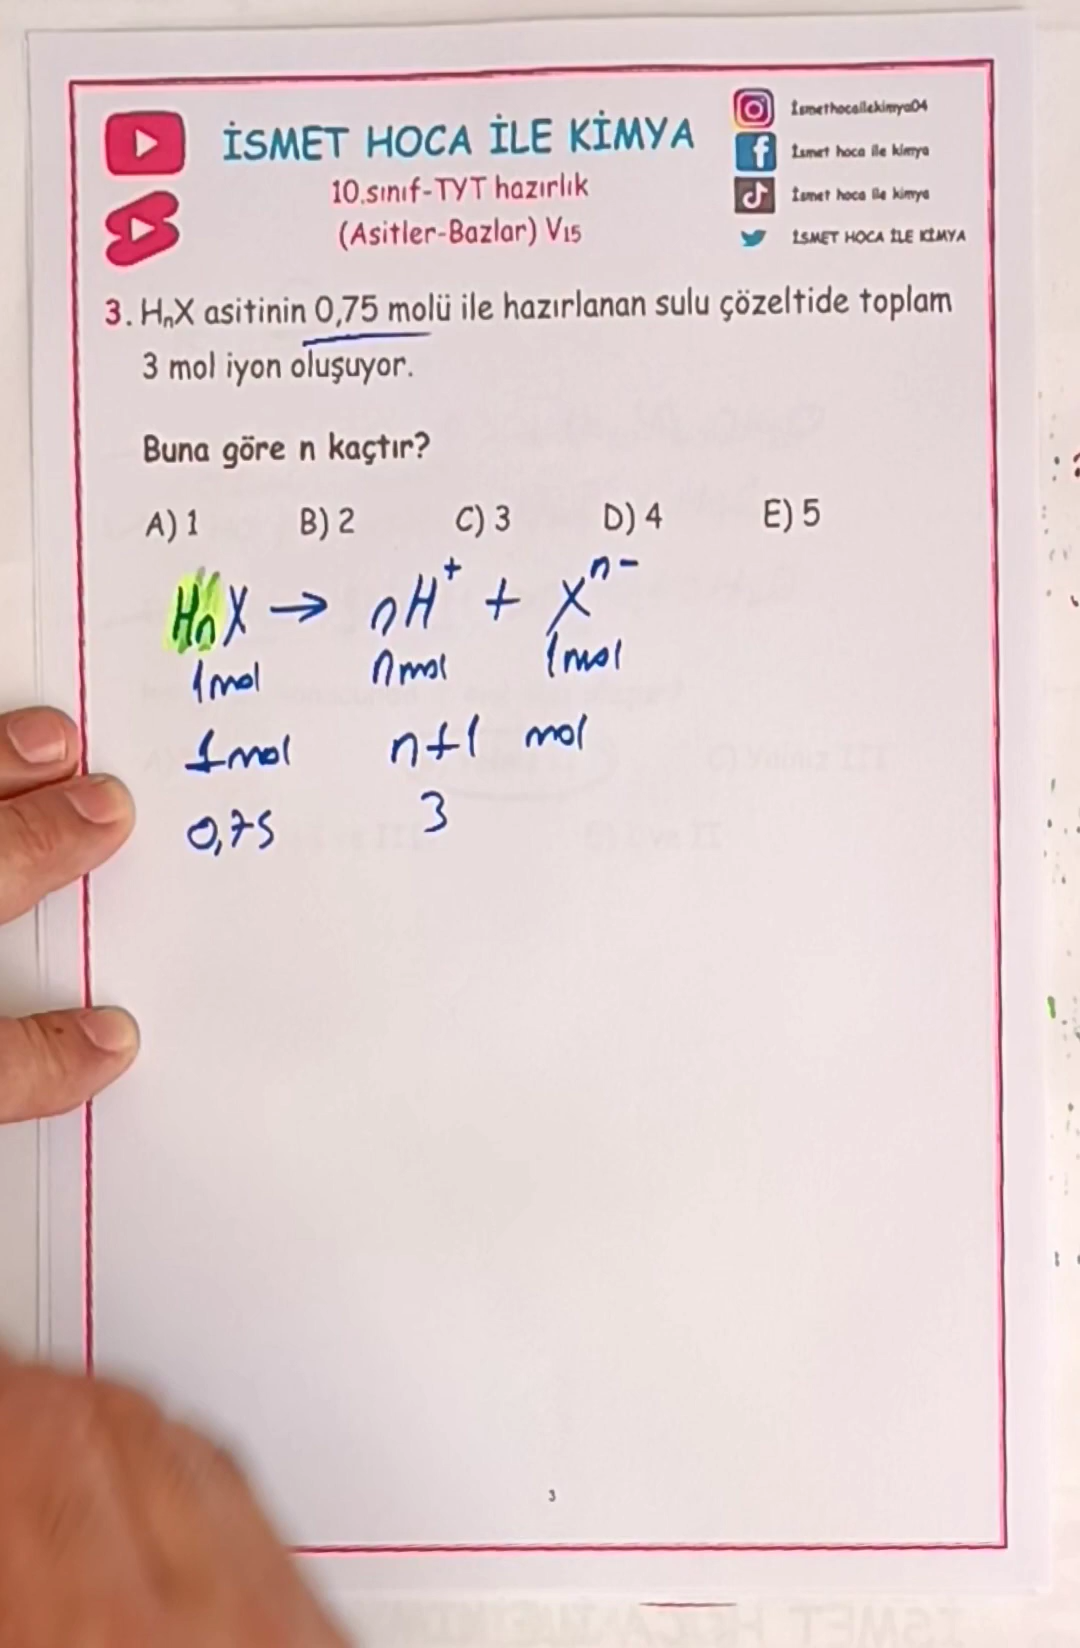 İSMET HOCA İLE KİMYA
10.sınıf-TYT hazırlık
(Asitler-Bazlar) V15
İsmethocailekimya04
İsmet hoca ile kimya
İsmet hoca ile kimya
İSMET HOCA İLE KİMYA
3. HnX asitinin 0,75 molü ile hazırlanan sulu çözeltide toplam
3 mol iyon oluşuyor.
Buna göre n kaçtır?
A) 1 B) 2 C) 3 D) 4 E) 5
HnX → nH⁺ + Xⁿ⁻
1mol nmol 1mol
1mol n+1 mol
0,75 3
3